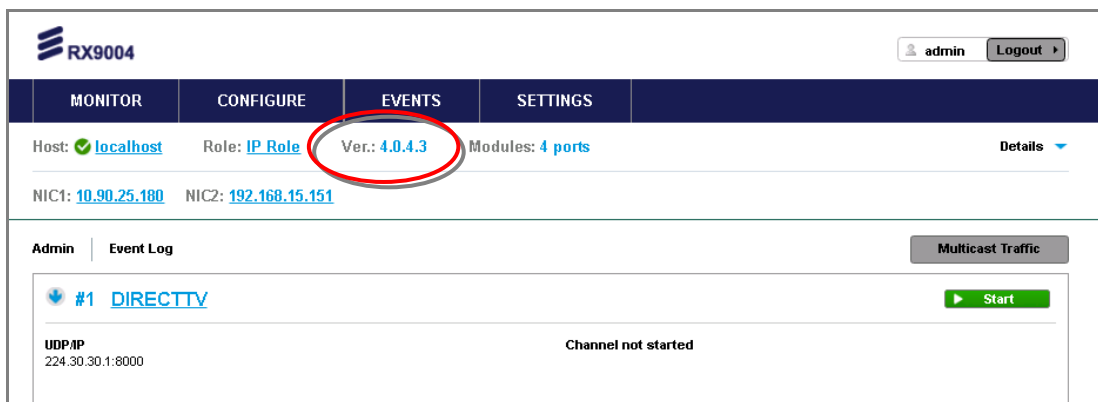 RX9004
admin Logout
MONITOR CONFIGURE EVENTS SETTINGS
Host: localhost Role: IP Role Ver.: 4.0.4.3 Modules: 4 ports Details
NIC1: 10.90.25.180 NIC2: 192.168.15.151
Admin Event Log Multicast Traffic
#1 DIRECTTV Start
UDP/IP Channel not started
224.30.30.1:8000